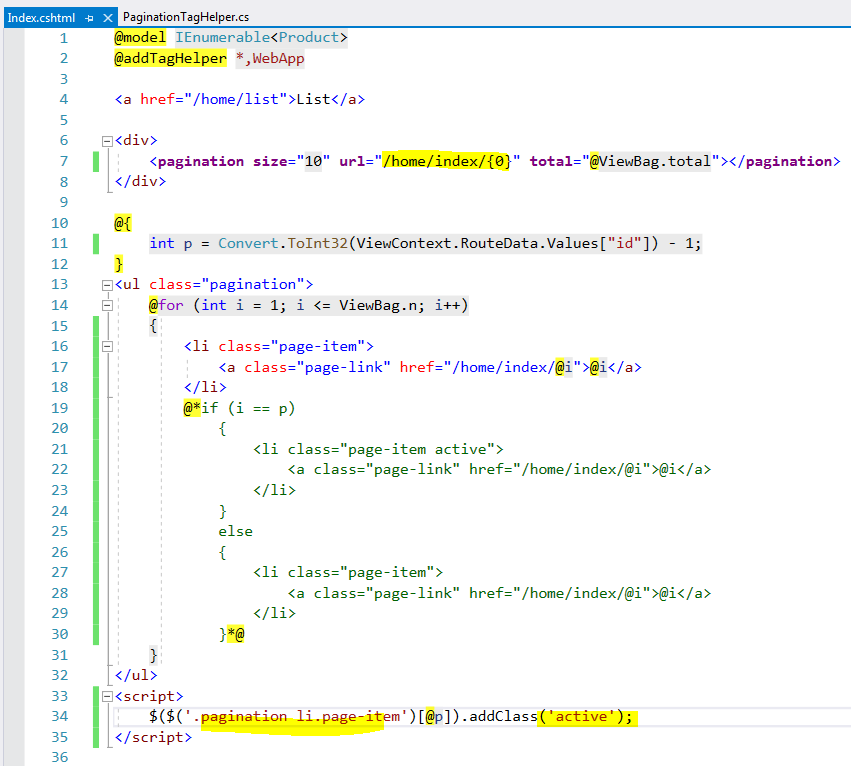 Index.cshtml PaginationTagHelper.cs
1 @model IEnumerable<Product>
2 @addTagHelper *,WebApp
3
4 <a href="/home/list">List</a>
5
6 <div>
7     <pagination size="10" url="/home/index/{0}" total="@ViewBag.total"></pagination>
8 </div>
9
10 @{
11     int p = Convert.ToInt32(ViewContext.RouteData.Values["id"]) - 1;
12 }
13 <ul class="pagination">
14     @for (int i = 1; i <= ViewBag.n; i++)
15     {
16         <li class="page-item">
17             <a class="page-link" href="/home/index/@i">@i</a>
18         </li>
19         @*if (i == p)
20             {
21                 <li class="page-item active">
22                     <a class="page-link" href="/home/index/@i">@i</a>
23                 </li>
24             }
25             else
26             {
27                 <li class="page-item">
28                     <a class="page-link" href="/home/index/@i">@i</a>
29                 </li>
30             }*@
31     }
32 </ul>
33 <script>
34     $($('.pagination li.page-item')[@p]).addClass('active');
35 </script>
36